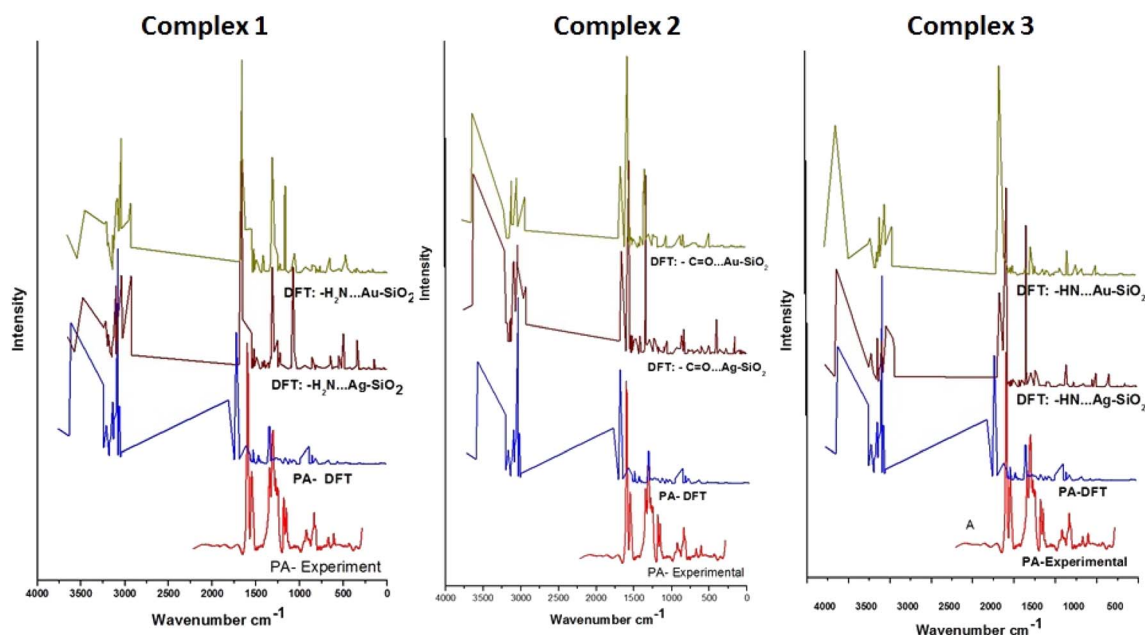 Complex 1
Intensity
DFT: -H₂N...Au-SiO₂
DFT: -H₂N...Ag-SiO₂
PA- DFT
PA- Experiment
4000 3500 3000 2500 2000 1500 1000 500 0
Wavenumber cm⁻¹
Complex 2
Intensity
DFT: - C=O...Au-SiO₂
DFT: - C=O...Ag-SiO₂
PA- DFT
PA- Experimental
4000 3500 3000 2500 2000 1500 1000 500 0
Wavenumber cm⁻¹
Complex 3
Intensity
DFT: -HN...Au-SiO₂
DFT: -HN...Ag-SiO₂
PA-DFT
A
PA-Experimental
4000 3500 3000 2500 2000 1500 1000 500
Wavenumber cm⁻¹